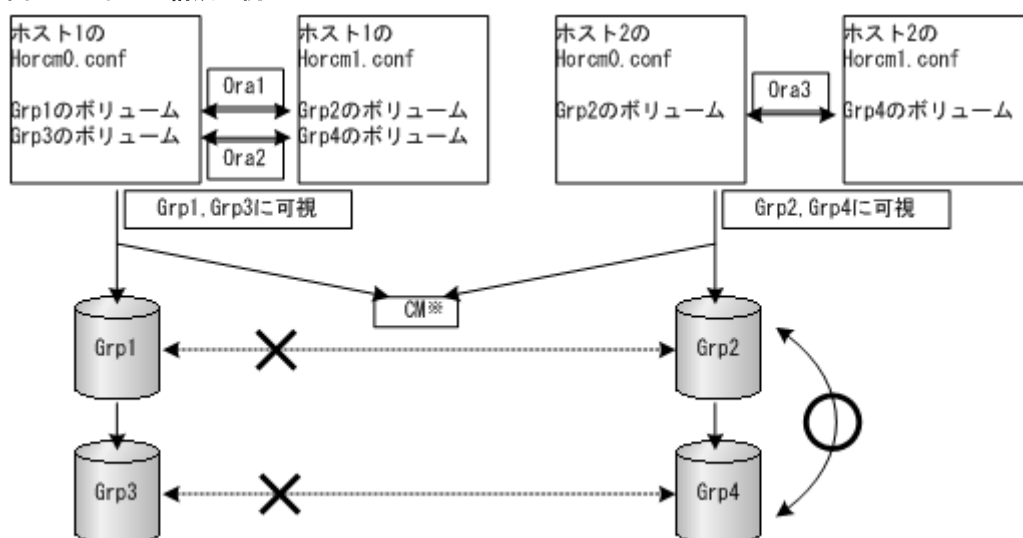 ホスト1の
Horcm0.conf
Grp1のボリューム
Grp3のボリューム
Ora1
Ora2
ホスト1の
Horcm1.conf
Grp2のボリューム
Grp4のボリューム
ホスト2の
Horcm0.conf
Grp2のボリューム
Ora3
ホスト2の
Horcm1.conf
Grp4のボリューム
Grp1,Grp3に可視
Grp2,Grp4に可視
CM※
Grp1
Grp2
Grp3
Grp4